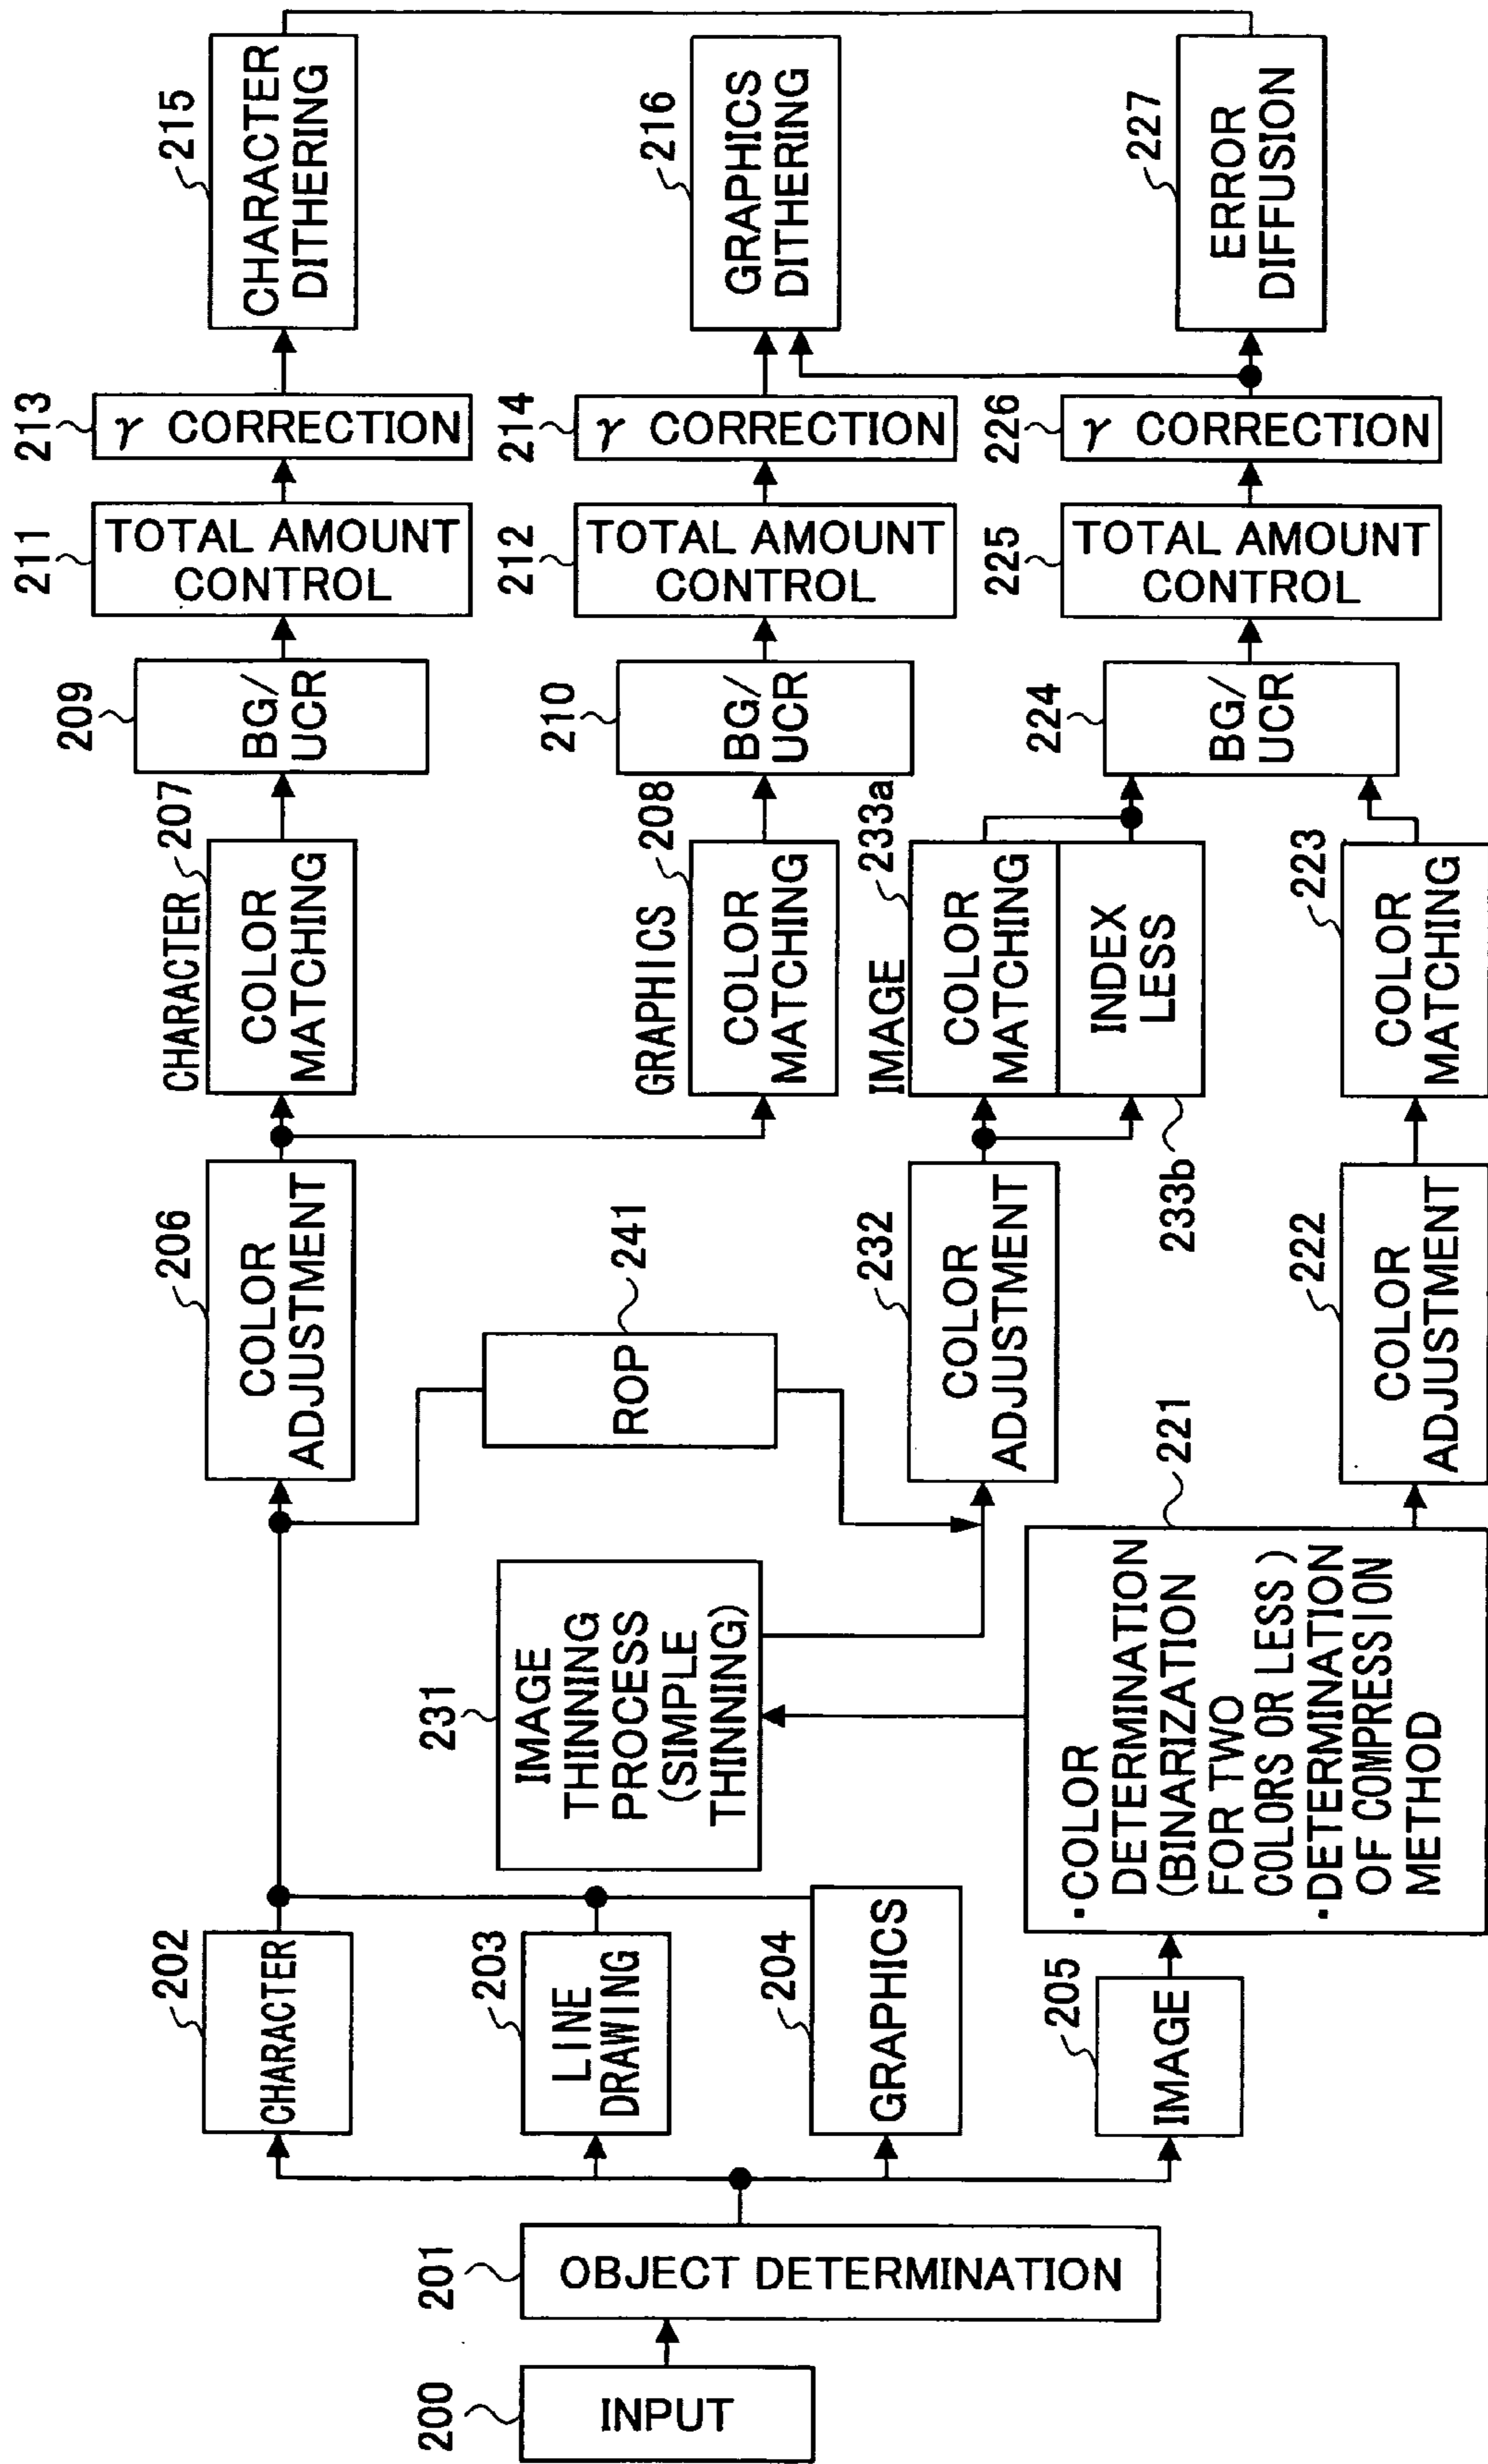 200
INPUT
201
OBJECT DETERMINATION
202
CHARACTER
203
LINE
DRAWING
204
GRAPHICS
205
IMAGE
231
IMAGE
THINNING
PROCESS
(SIMPLE
THINNING)
221
・COLOR
DETERMINATION
(BINARIZATION
FOR TWO
COLORS OR LESS)
・DETERMINATION
OF COMPRESSION
METHOD
206
COLOR
ADJUSTMENT
241
ROP
232
COLOR
ADJUSTMENT
222
COLOR
ADJUSTMENT
CHARACTER
207
COLOR
MATCHING
GRAPHICS
208
COLOR
MATCHING
IMAGE
233a
COLOR
MATCHING
INDEX
LESS
233b
223
COLOR
MATCHING
209
BG/
UCR
210
BG/
UCR
224
BG/
UCR
211
TOTAL AMOUNT
CONTROL
212
TOTAL AMOUNT
CONTROL
225
TOTAL AMOUNT
CONTROL
213
γ CORRECTION
214
γ CORRECTION
226
γ CORRECTION
215
CHARACTER
DITHERING
216
GRAPHICS
DITHERING
227
ERROR
DIFFUSION